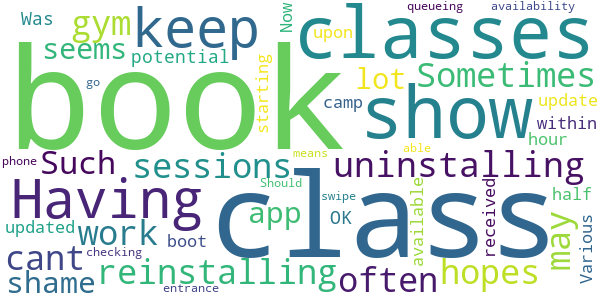 Was
queueing
availability
gym
keep
classes
Now
upon
seems
potential
starting
lot
Sometimes
go
book
show
camp
update
within
hour
phone
Such
sessions
means
able
uninstalling
Having
class
Should
swipe
available
received
half
may
Various
app
OK
updated
work
boot
cant
checking
reinstalling
often
hopes
shame
entrance